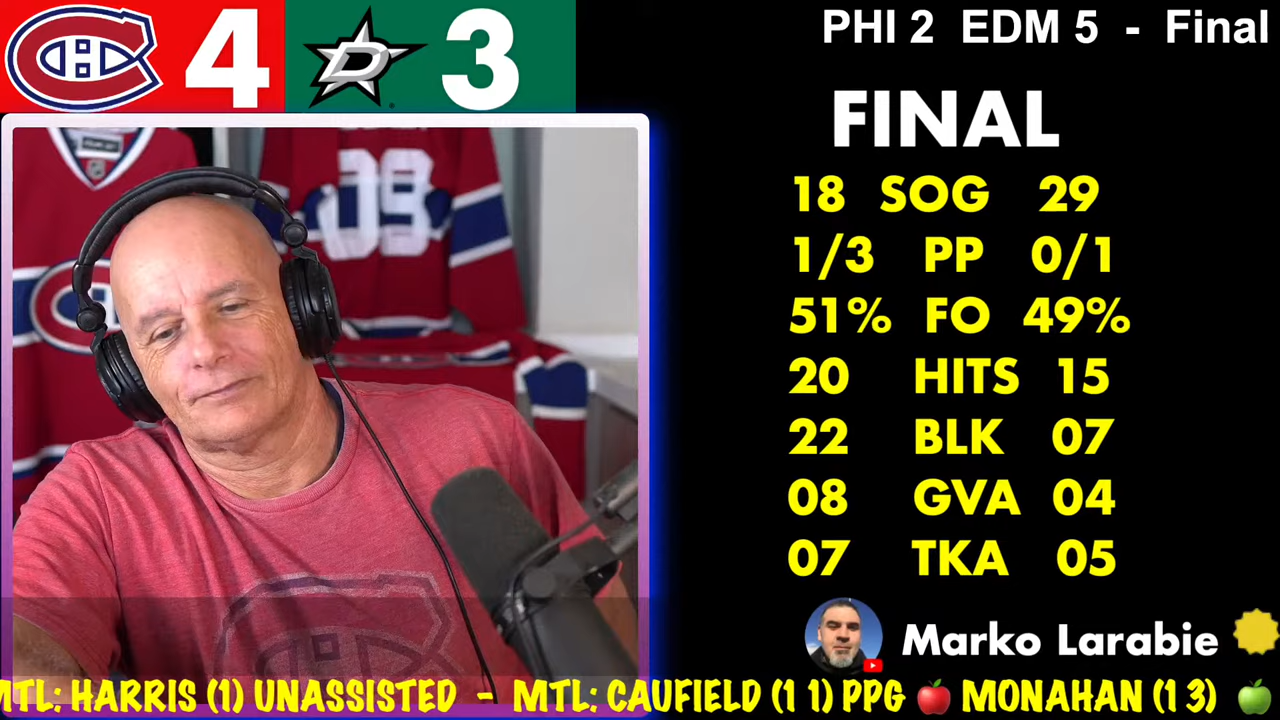 4 3
PHI 2 EDM 5 - Final
FINAL
18 SOG 29
1/3 PP 0/1
51% FO 49%
20 HITS 15
22 BLK 07
08 GVA 04
07 TKA 05
Marko Larabie
MTL: HARRIS (1) UNASSISTED - MTL: CAUFIELD (1 1) PPG 🍎 MONAHAN (1 3) 🍏